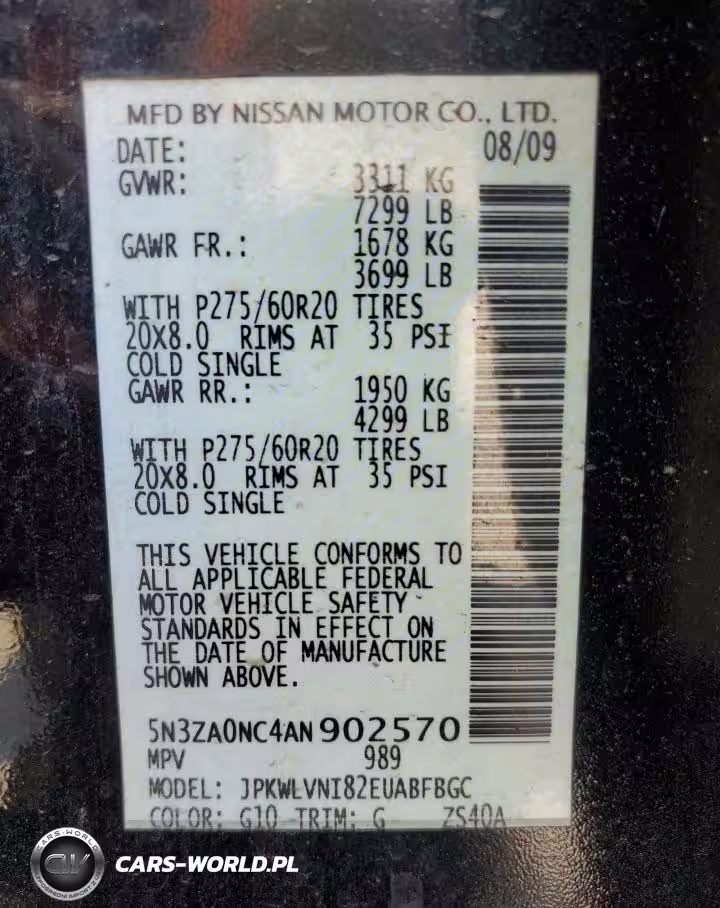 MFD BY NISSAN MOTOR CO., LTD.
DATE: 08/09
GVWR: 3311 KG
7299 LB
GAWR FR.: 1678 KG
3699 LB
WITH P275/60R20 TIRES
20X8.0 RIMS AT 35 PSI
COLD SINGLE
GAWR RR.: 1950 KG
4299 LB
WITH P275/60R20 TIRES
20X8.0 RIMS AT 35 PSI
COLD SINGLE
THIS VEHICLE CONFORMS TO
ALL APPLICABLE FEDERAL
MOTOR VEHICLE SAFETY
STANDARDS IN EFFECT ON
THE DATE OF MANUFACTURE
SHOWN ABOVE.
5N3ZA0NC4AN902570
MPV 989
MODEL: JPKWLVNI82EUABFBGC
COLOR: G10 TRIM: G ZS40A
CARS-WORLD
CW
CARS-WORLD.PL